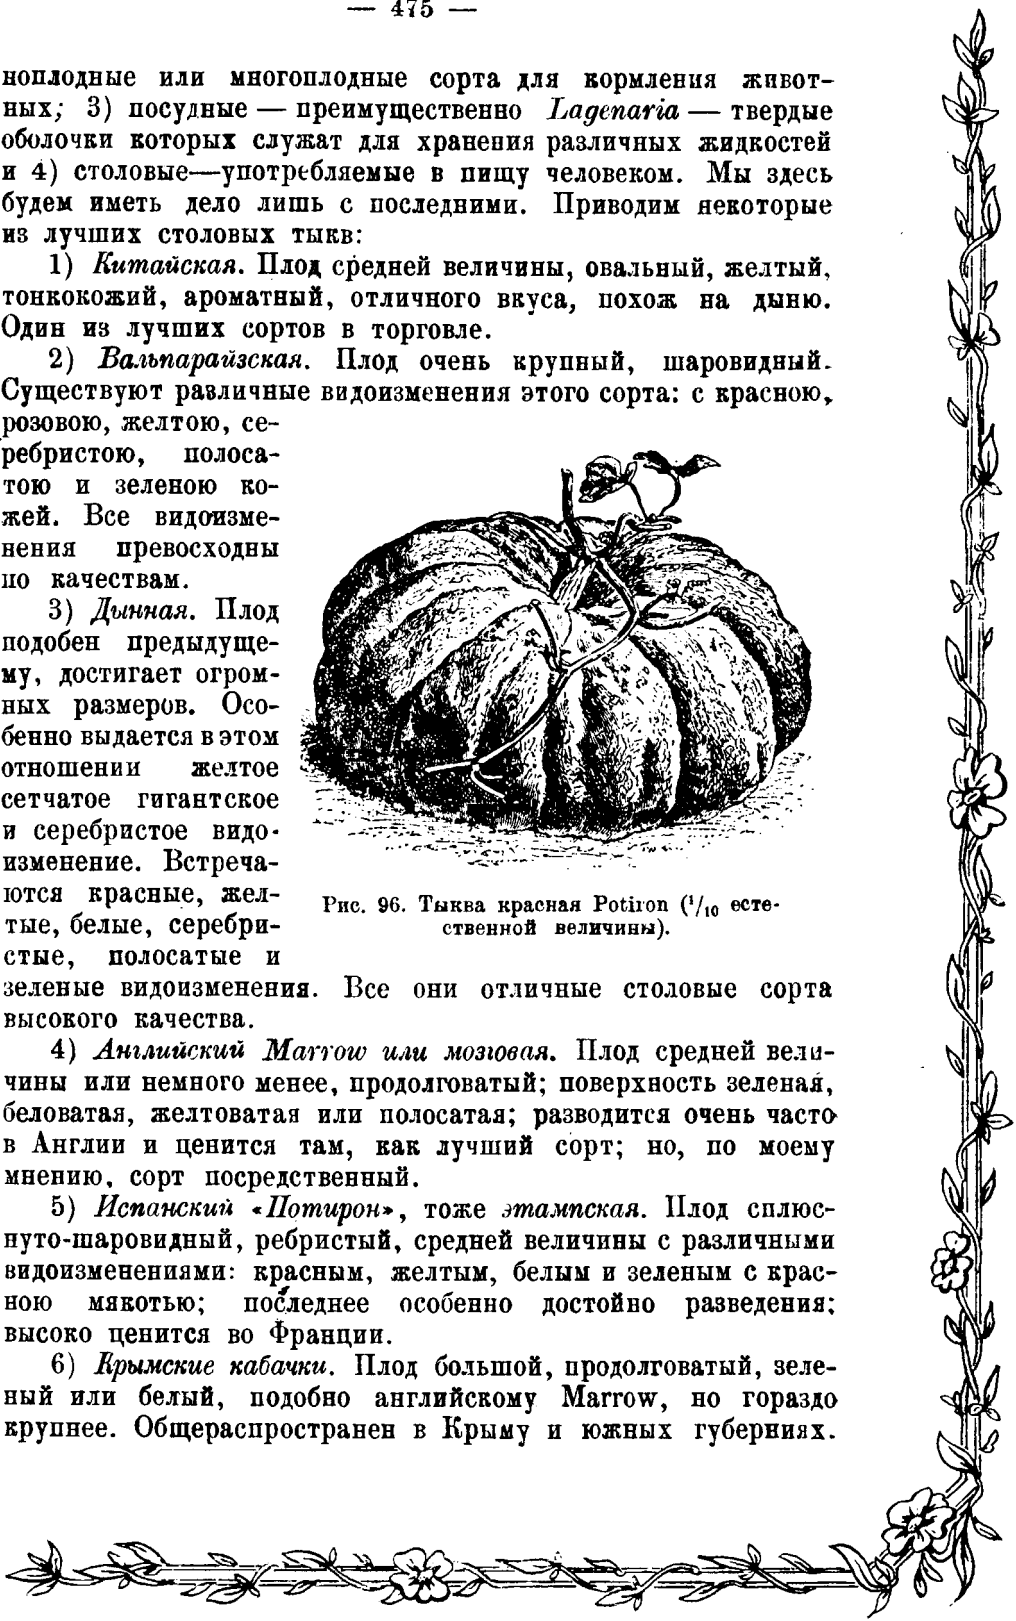 — 475 —
ноплодные или многоплодные сорта для кормления живот-
ных; 3) посудные — преимущественно Lagenaria — твердые
оболочки которых служат для хранения различных жидкостей
и 4) столовые—употребляемые в пищу человеком. Мы здесь
будем иметь дело лишь с последними. Приводим некоторые
из лучших столовых тыкв:
1) Китайская. Плод средней величины, овальный, желтый,
тонкокожий, ароматный, отличного вкуса, похож на дыню.
Один из лучших сортов в торговле.
2) Вальпарайзская. Плод очень крупный, шаровидный.
Существуют различные видоизменения этого сорта: с красною,
розовою, желтою, се-
ребристою, полоса-
тою и зеленою ко-
жей. Все видоизме-
нения превосходны
по качествам.
3) Дынная. Плод
подобен предыдуще-
му, достигает огром-
ных размеров. Осо-
бенно выдается в этом
отношении желтое
сетчатое гигантское
и серебристое видо-
изменение. Встреча-
ются красные, жел-
тые, белые, серебри-
стые, полосатые и
Рис. 96. Тыква красная Potiron (1/10 есте-
ственной величины).
зеленые видоизменения. Все они отличные столовые сорта
высокого качества.
4) Английский Marrow или мозговая. Плод средней вели-
чины или немного менее, продолговатый; поверхность зеленая,
беловатая, желтоватая или полосатая; разводится очень часто
в Англии и ценится там, как лучший сорт; но, по моему
мнению, сорт посредственный.
5) Испанский «Потирон», тоже этампская. Плод сплюс-
нуто-шаровидный, ребристый, средней величины с различными
видоизменениями: красным, желтым, белым и зеленым с крас-
ною мякотью; последнее особенно достойно разведения;
высоко ценится во Франции.
6) Крымские кабачки. Плод большой, продолговатый, зеле-
ный или белый, подобно английскому Marrow, но гораздо
крупнее. Общераспространен в Крыму и южных губерниях.